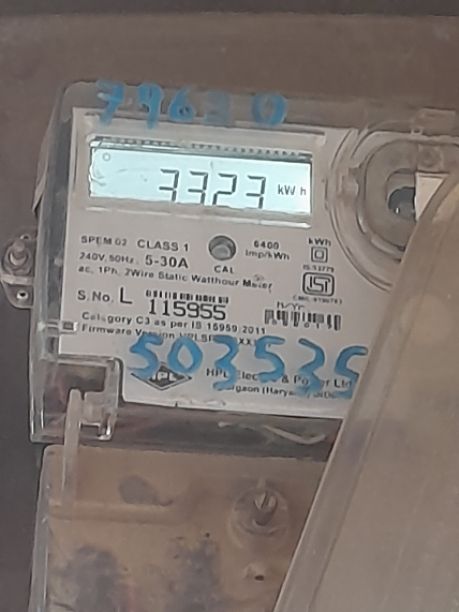 3323 kWh
SPEM 02 CLASS 1
240V, 50Hz, 5-30A
ac, 1Ph, 2Wire Static Watthour Meter
CAL
6400
Imp/kWh
kWh
S.No. L 115955
Category C3 as per IS 15959:2011
Firmware Version
503535
HPL
HPL Electric & Power Ltd